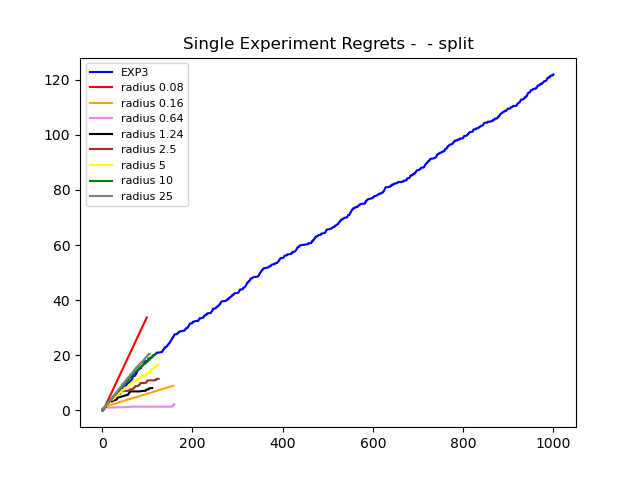 Single Experiment Regrets -  - split
EXP3
radius 0.08
radius 0.16
radius 0.64
radius 1.24
radius 2.5
radius 5
radius 10
radius 25
120
100
80
60
40
20
0
0 200 400 600 800 1000